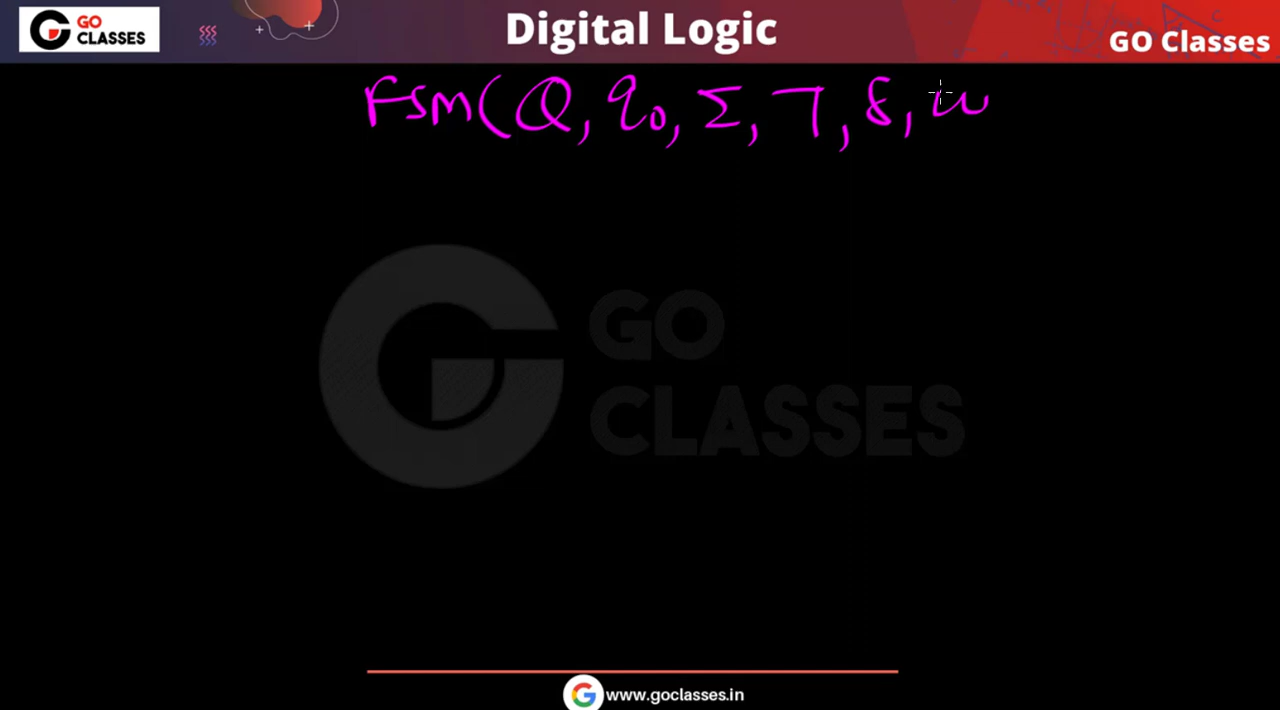 GO
CLASSES
Digital Logic
GO Classes
FSM(Q, q₀, Σ, ㄱ, δ, ω
GO
CLASSES
www.goclasses.in